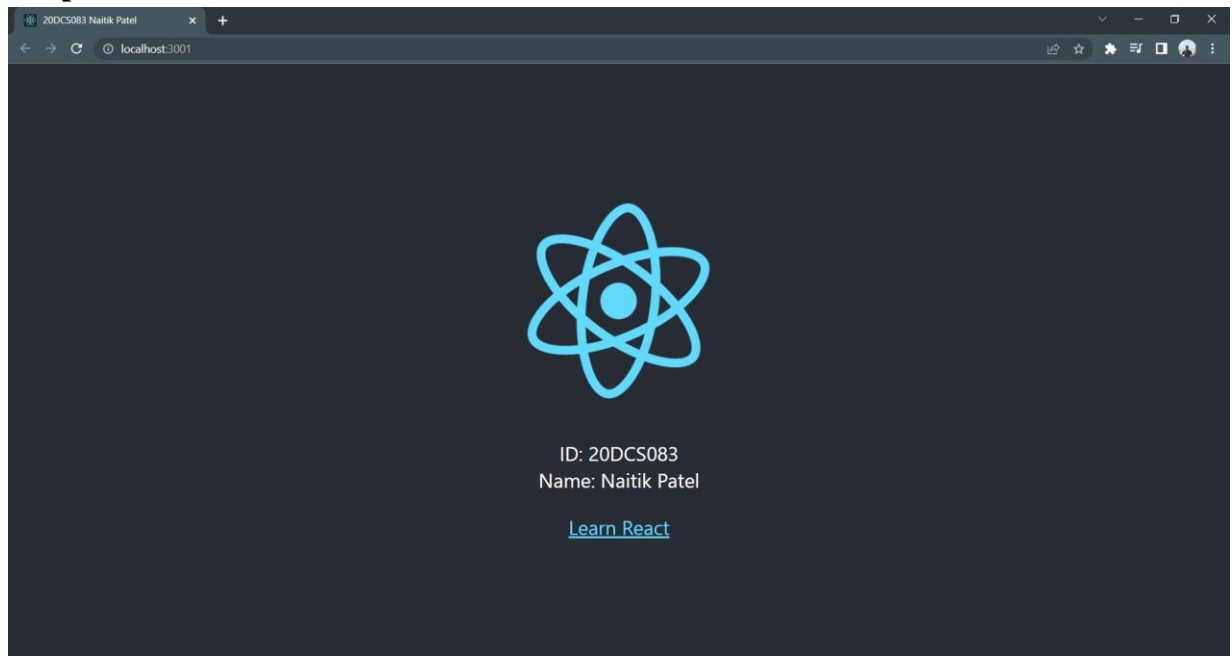 20DCS083 Naitik Patel
localhost:3001
ID: 20DCS083
Name: Naitik Patel
Learn React